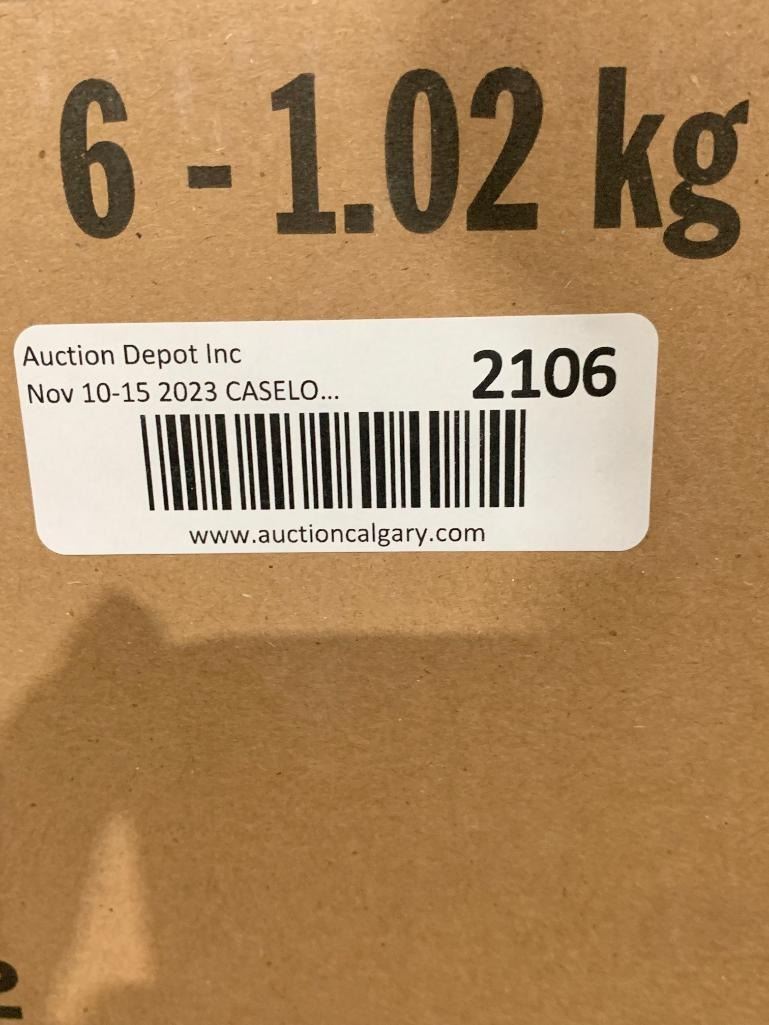 6 - 1.02 kg
Auction Depot Inc
2106
Nov 10-15 2023 CASELO...
www.auctioncalgary.com